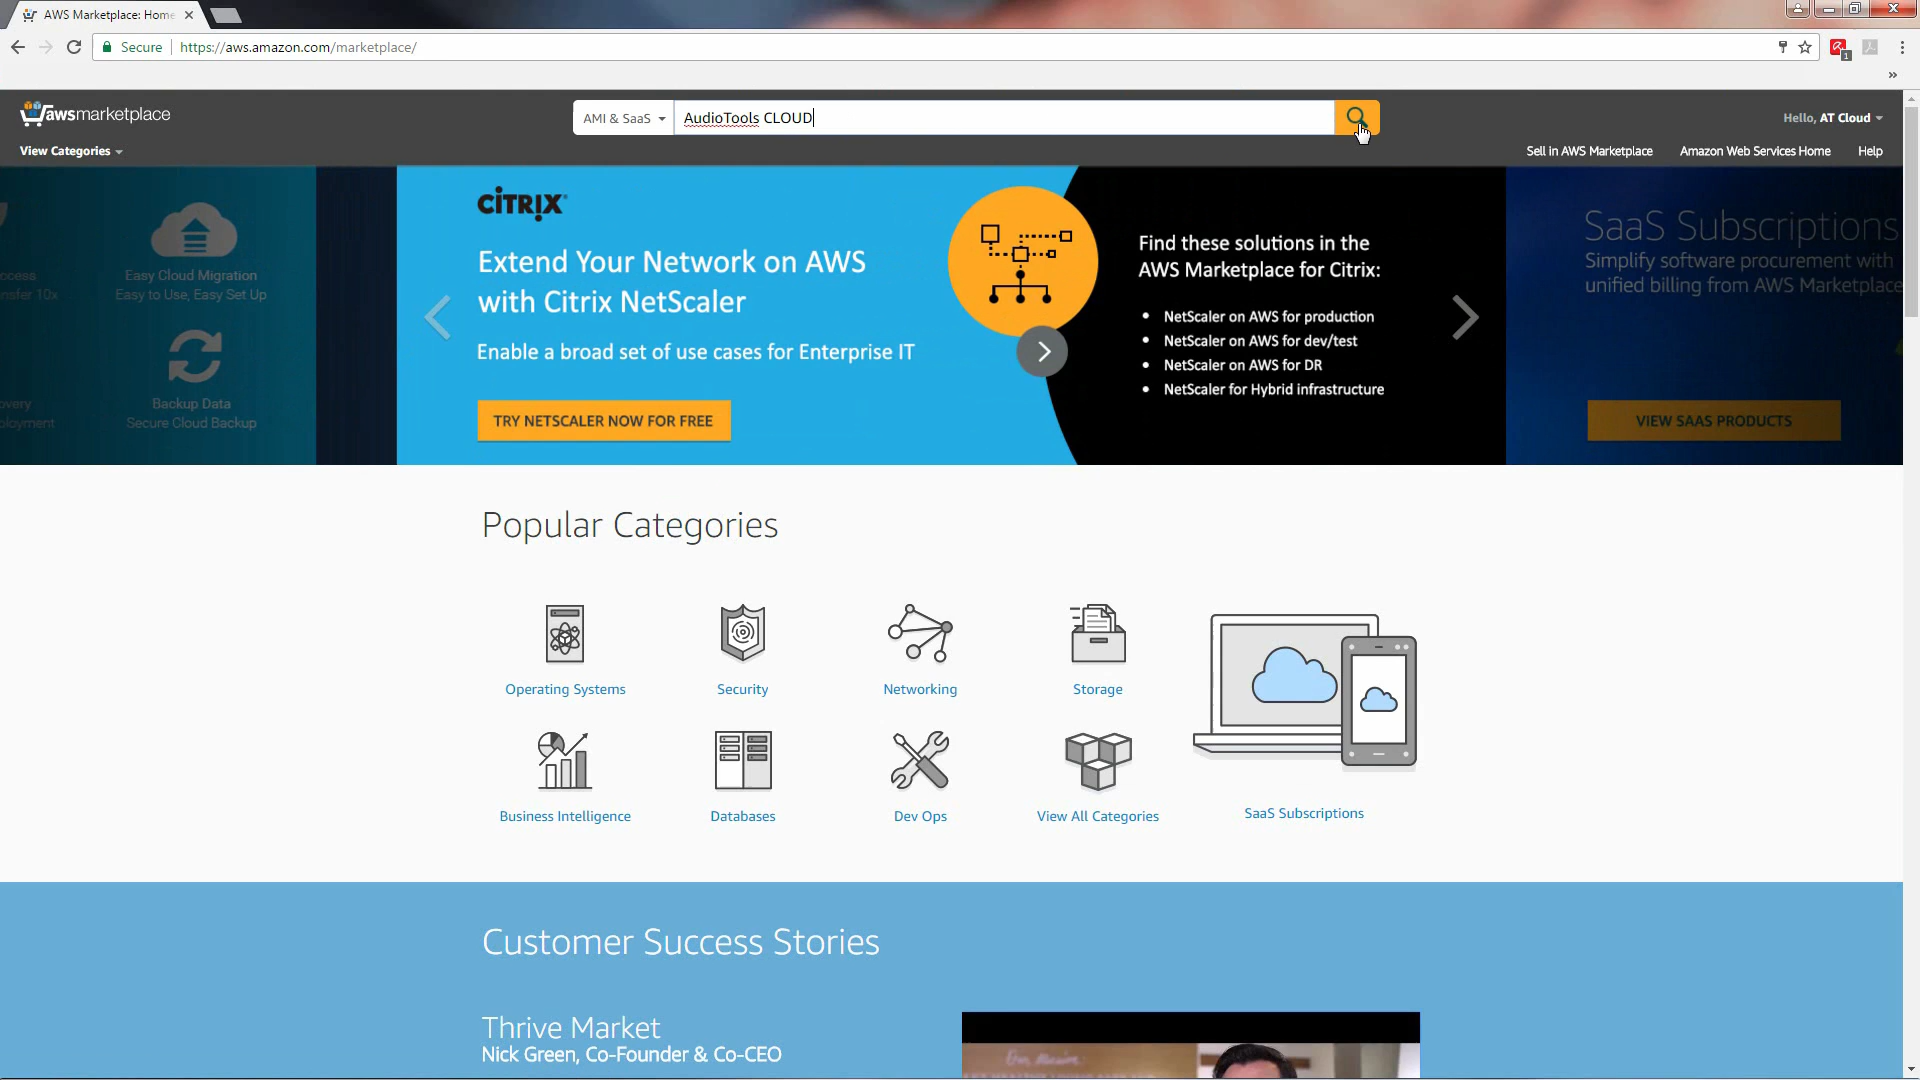 AWS Marketplace: Home
Secure
https://aws.amazon.com/marketplace/
1
»
awsmarketplace
AMI & SaaS
AudioTools CLOUD
Hello, AT Cloud
View Categories
Sell in AWS Marketplace
Amazon Web Services Home
Help
Easy Cloud Migration
Easy to Use, Easy Set Up
Backup Data
Secure Cloud Backup
CİTRIX
Extend Your Network on AWS
with Citrix NetScaler
Enable a broad set of use cases for Enterprise IT
TRY NETSCALER NOW FOR FREE
Find these solutions in the
AWS Marketplace for Citrix:
• NetScaler on AWS for production
• NetScaler on AWS for dev/test
• NetScaler on AWS for DR
• NetScaler for Hybrid infrastructure
SaaS Subscriptions
Simplify software procurement with
unified billing from AWS Marketplace
VIEW SAAS PRODUCTS
Popular Categories
Operating Systems
Security
Networking
Storage
Business Intelligence
Databases
Dev Ops
View All Categories
SaaS Subscriptions
Customer Success Stories
Thrive Market
Nick Green, Co-Founder & Co-CEO